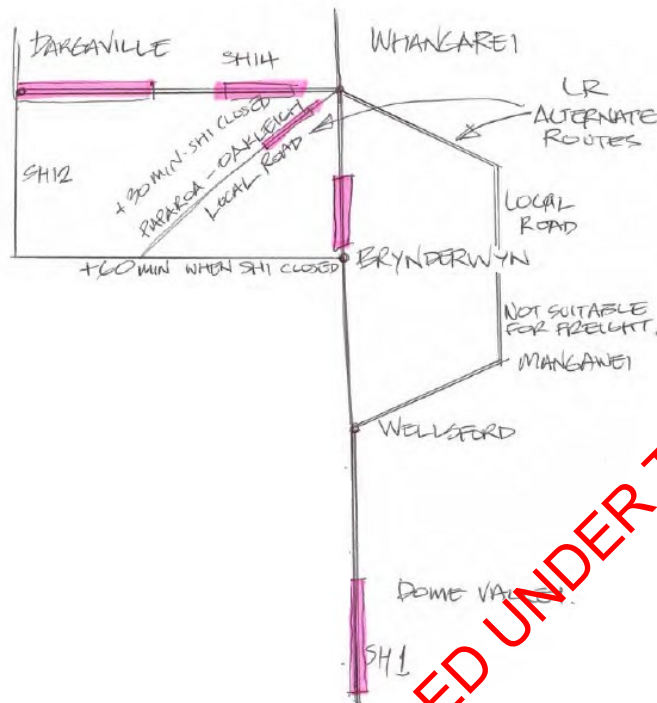 DARGAVILLE
SH14
WHANGAREI
LR
ALTERNATE
ROUTES
+30 MIN - SH1 CLOSED
PAPAROA - OAKLEIGH
LOCAL ROAD
SH12
LOCAL
ROAD
+60 MIN WHEN SH1 CLOSED
BRYNDERWYN
NOT SUITABLE
FOR FREIGHT.
MANGAWEI
WELLSFORD
DOME VALLEY.
SH1
ED UNDER T